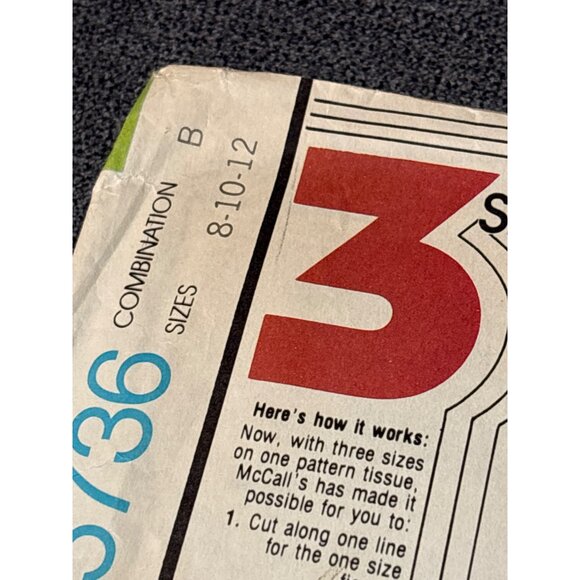 COMBINATION B
SIZES 8-10-12
736
3
S
Here's how it works:
Now, with three sizes
on one pattern tissue,
McCall's has made it
possible for you to:
1. Cut along one line
for the one size